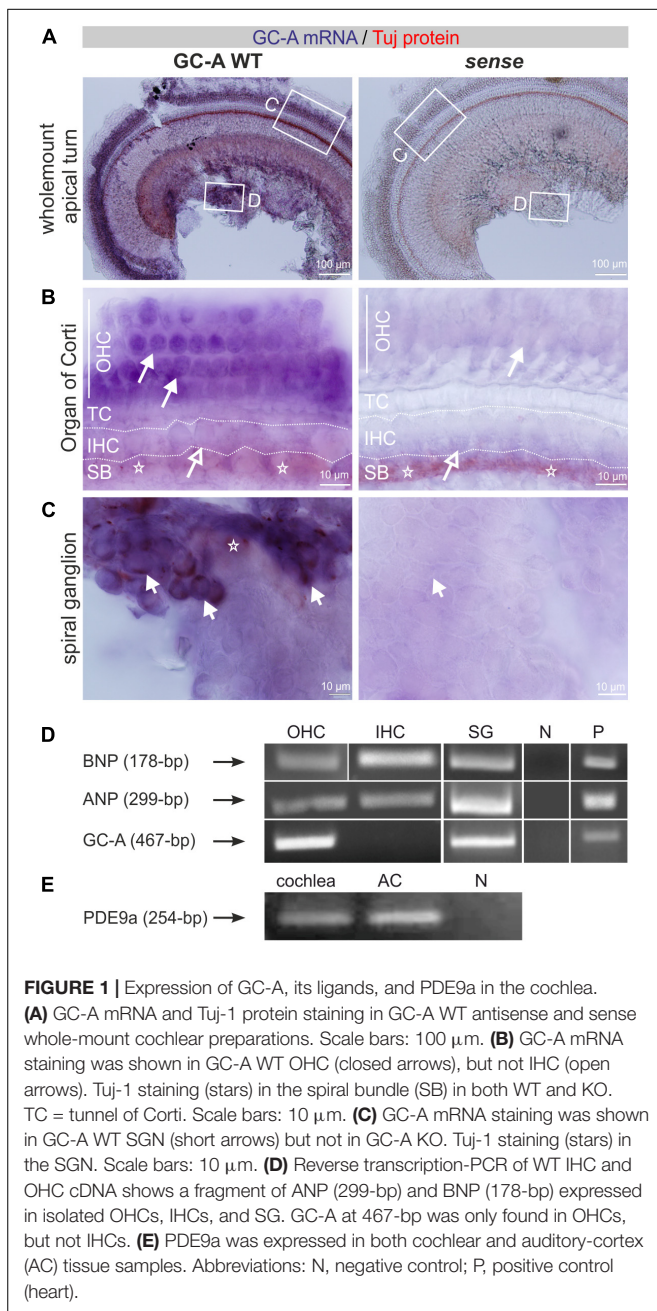 A
GC-A mRNA / Tuj protein
GC-A WT
sense
wholemount
apical turn
C
D
100 µm
C
D
100 µm
B
Organ of Corti
OHC
TC
IHC
SB
10 µm
OHC
TC
IHC
SB
10 µm
C
spiral ganglion
10 µm
10 µm
D
OHC IHC SG N P
BNP (178-bp)
ANP (299-bp)
GC-A (467-bp)
E
cochlea AC N
PDE9a (254-bp)
FIGURE 1 | Expression of GC-A, its ligands, and PDE9a in the cochlea.
(A) GC-A mRNA and Tuj-1 protein staining in GC-A WT antisense and sense
whole-mount cochlear preparations. Scale bars: 100 µm. (B) GC-A mRNA
staining was shown in GC-A WT OHC (closed arrows), but not IHC (open
arrows). Tuj-1 staining (stars) in the spiral bundle (SB) in both WT and KO.
TC = tunnel of Corti. Scale bars: 10 µm. (C) GC-A mRNA staining was shown
in GC-A WT SGN (short arrows) but not in GC-A KO. Tuj-1 staining (stars) in
the SGN. Scale bars: 10 µm. (D) Reverse transcription-PCR of WT IHC and
OHC cDNA shows a fragment of ANP (299-bp) and BNP (178-bp) expressed
in isolated OHCs, IHCs, and SG. GC-A at 467-bp was only found in OHCs,
but not IHCs. (E) PDE9a was expressed in both cochlear and auditory-cortex
(AC) tissue samples. Abbreviations: N, negative control; P, positive control
(heart).